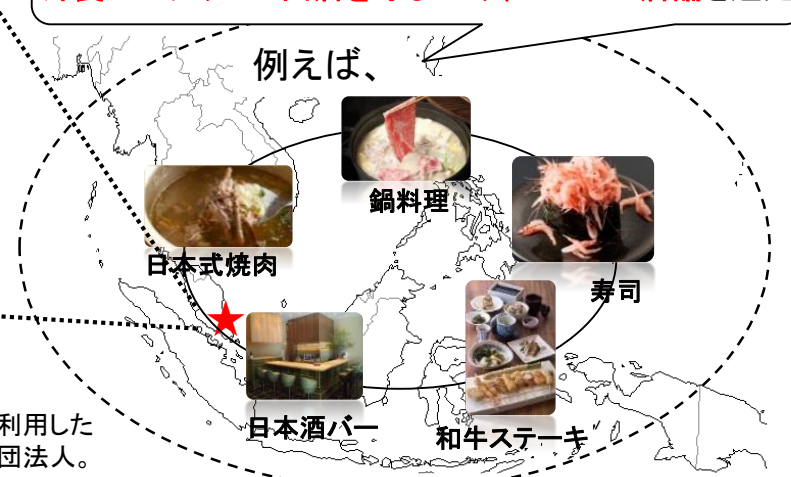 例えば、
鍋料理
日本式焼肉
寿司
日本酒バー
和牛ステーキ
利用した
団法人。